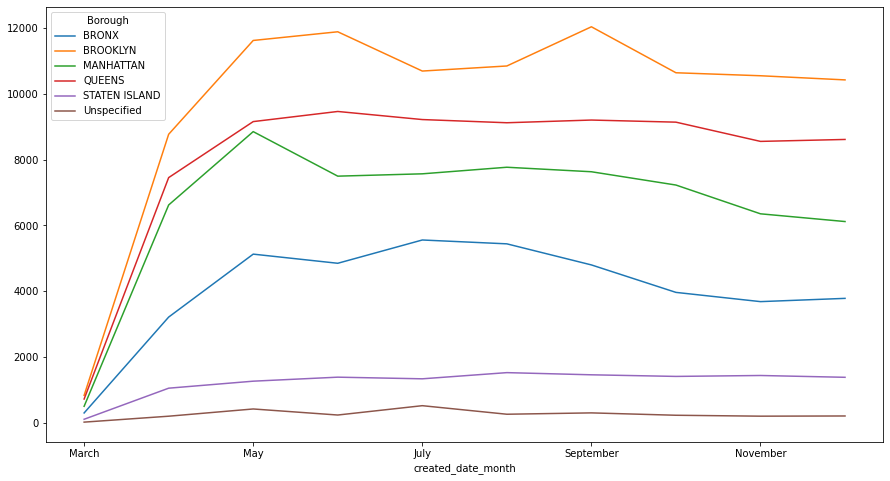 Borough
BRONX
BROOKLYN
MANHATTAN
QUEENS
STATEN ISLAND
Unspecified
12000
10000
8000
6000
4000
2000
0
March May July September November
created_date_month